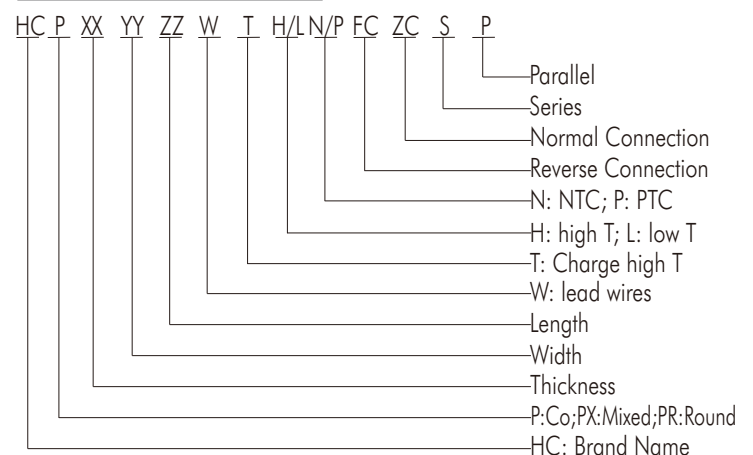 HC P XX YY ZZ W T H/L N/P FC ZC S P
Parallel
Series
Normal Connection
Reverse Connection
N: NTC; P: PTC
H: high T; L: low T
T: Charge high T
W: lead wires
Length
Width
Thickness
P:Co;PX:Mixed;PR:Round
HC: Brand Name